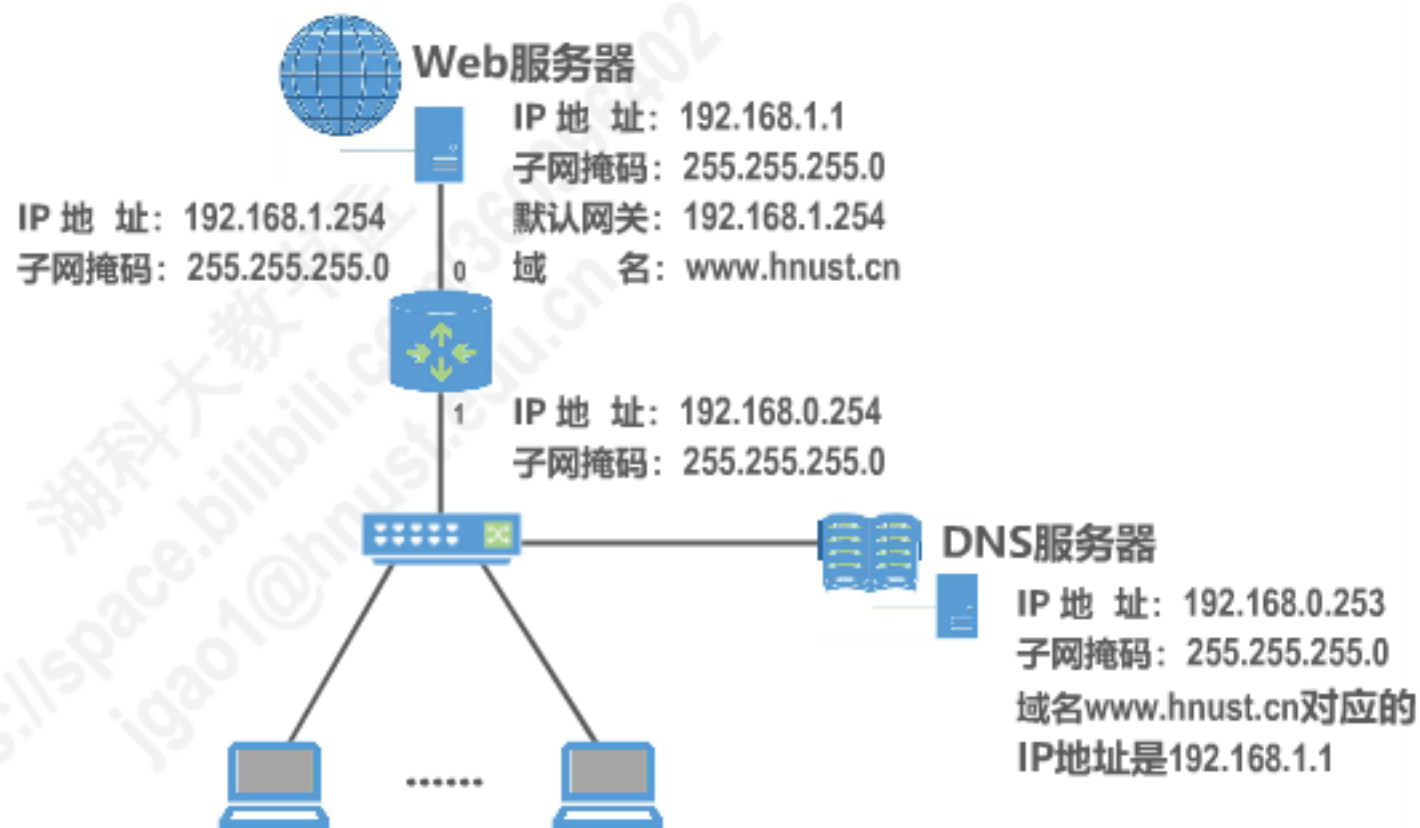 Web服务器
IP 地 址：192.168.1.1
子网掩码：255.255.255.0
默认网关：192.168.1.254
域 名：www.hnust.cn
IP 地 址：192.168.1.254
子网掩码：255.255.255.0
0
1
IP 地 址：192.168.0.254
子网掩码：255.255.255.0
DNS服务器
IP 地 址：192.168.0.253
子网掩码：255.255.255.0
域名www.hnust.cn对应的
IP地址是192.168.1.1
......
jgao1@hnust.edu.cn